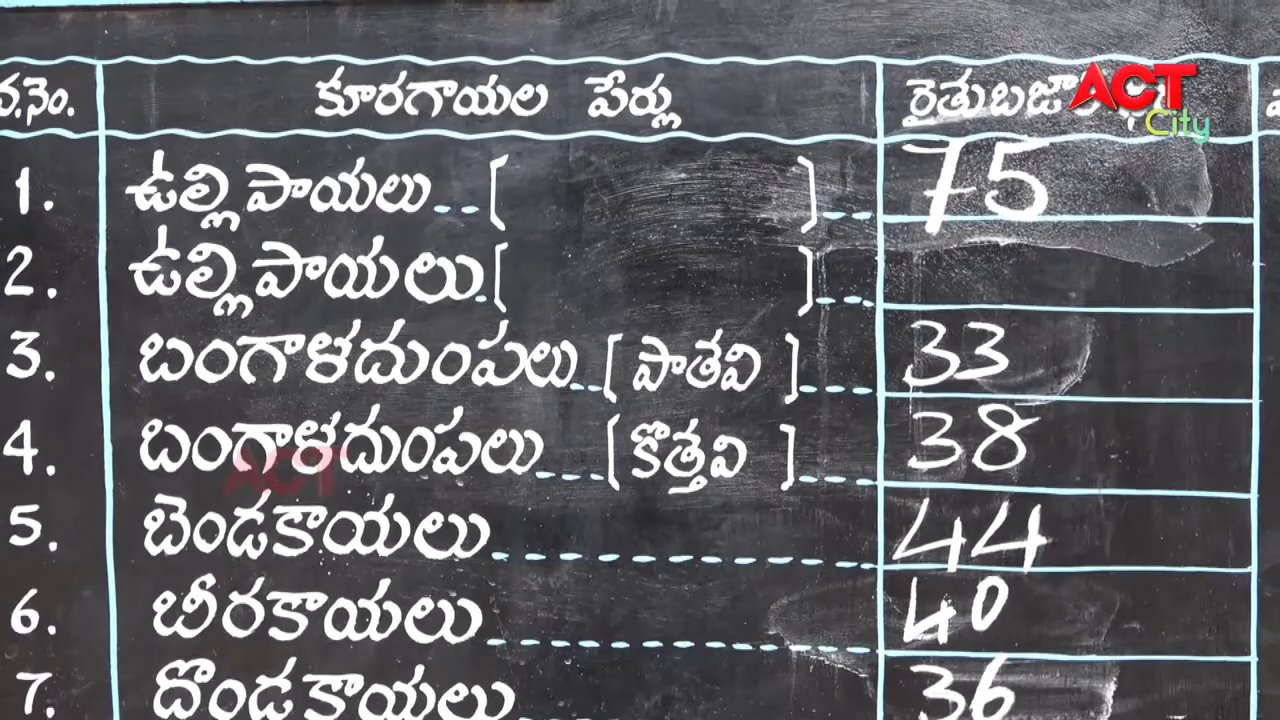 వ.నెం. కూరగాయల పేర్లు రైతుబజార్
ACT
City
1. ఉల్లిపాయలు...[ ]... 75
2. ఉల్లిపాయలు.[ ]...
3. బంగాళదుంపలు...[ పాతవి ].... 33
4. బంగాళదుంపలు....[ కొత్తవి ].... 38
ACT
5. బెండకాయలు............ 44
6. బీరకాయలు............ 40
7. దొండకాయలు.... 36